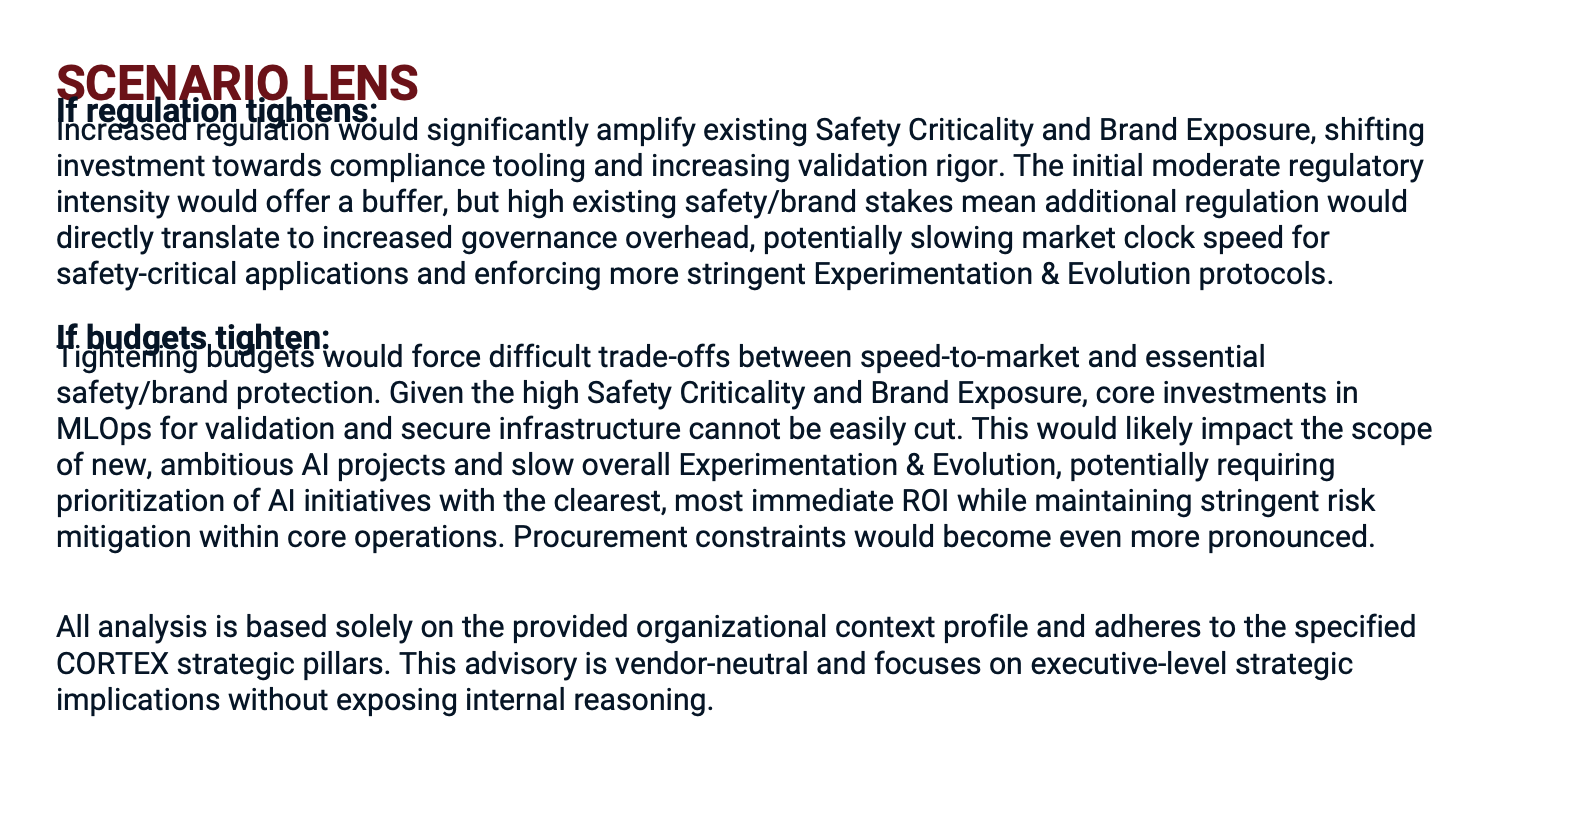 SCENARIO LENS
If regulation tightens:
Increased regulation would significantly amplify existing Safety Criticality and Brand Exposure, shifting
investment towards compliance tooling and increasing validation rigor. The initial moderate regulatory
intensity would offer a buffer, but high existing safety/brand stakes mean additional regulation would
directly translate to increased governance overhead, potentially slowing market clock speed for
safety-critical applications and enforcing more stringent Experimentation & Evolution protocols.
If budgets tighten:
Tightening budgets would force difficult trade-offs between speed-to-market and essential
safety/brand protection. Given the high Safety Criticality and Brand Exposure, core investments in
MLOps for validation and secure infrastructure cannot be easily cut. This would likely impact the scope
of new, ambitious AI projects and slow overall Experimentation & Evolution, potentially requiring
prioritization of AI initiatives with the clearest, most immediate ROI while maintaining stringent risk
mitigation within core operations. Procurement constraints would become even more pronounced.
All analysis is based solely on the provided organizational context profile and adheres to the specified
CORTEX strategic pillars. This advisory is vendor-neutral and focuses on executive-level strategic
implications without exposing internal reasoning.